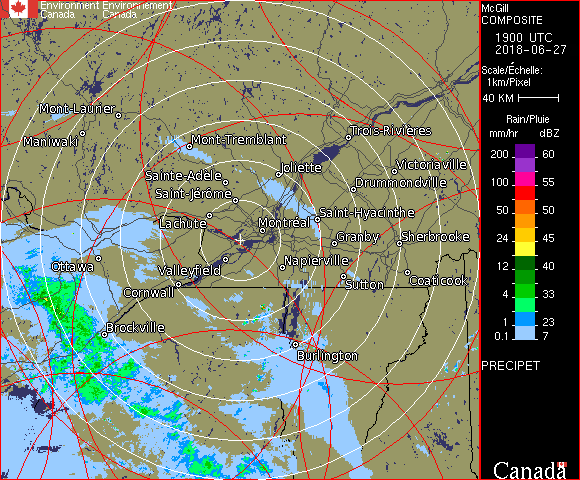 Environment Environnement
Canada Canada
McGill
COMPOSITE
1900 UTC
2018-06-27
Scale/Échelle:
1km/Pixel
40 KM
Rain/Pluie
mm/hr dBZ
200 60
100 55
50 50
24 45
12 40
4 33
1 23
0.1 7
PRECIPET
Canada
Mont-Laurier
Maniwaki
Mont-Tremblant
Trois-Rivières
Sainte-Adèle
Joliette
Victoriaville
Saint-Jérôme
Drummondville
Lachute
Montréal
Saint-Hyacinthe
Granby
Sherbrooke
Ottawa
Valleyfield
Napierville
Cornwall
Sutton
Coaticook
Brockville
Burlington